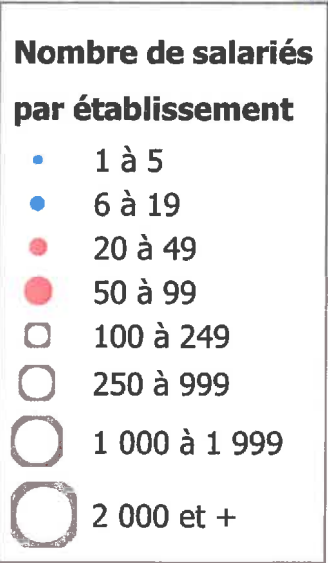 Nombre de salariés
par établissement
1 à 5
6 à 19
20 à 49
50 à 99
100 à 249
250 à 999
1 000 à 1 999
2 000 et +